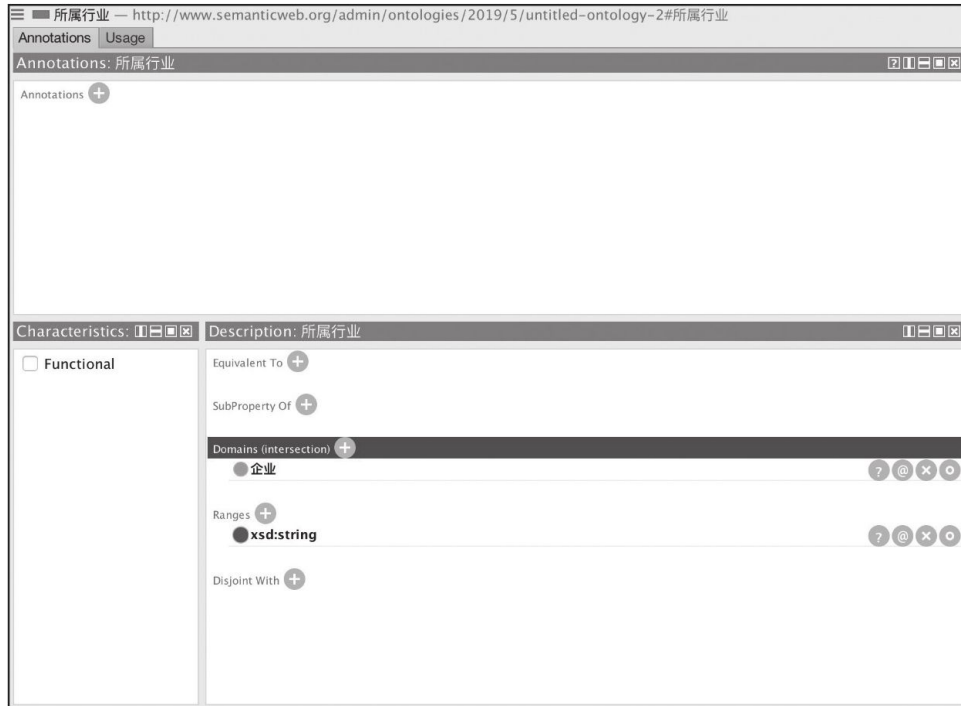 所属行业 — http://www.semanticweb.org/admin/ontologies/2019/5/untitled-ontology-2#所属行业
Annotations Usage
Annotations: 所属行业
Annotations
Characteristics:
Functional
Description: 所属行业
Equivalent To
SubProperty Of
Domains (intersection)
企业
Ranges
xsd:string
Disjoint With